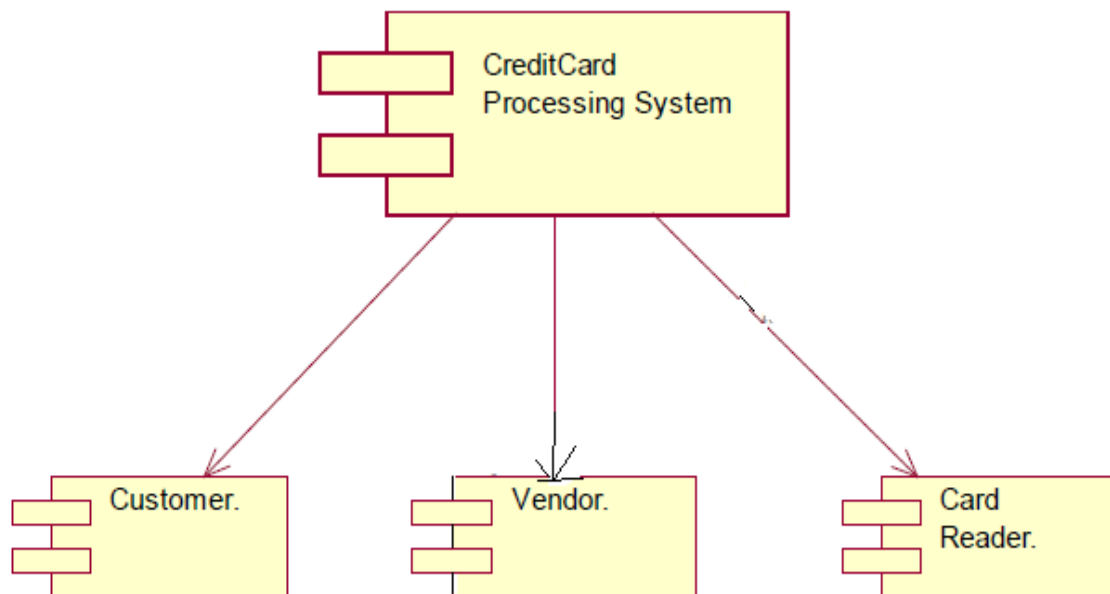 CreditCard
Processing System
Customer.
Vendor.
Card
Reader.